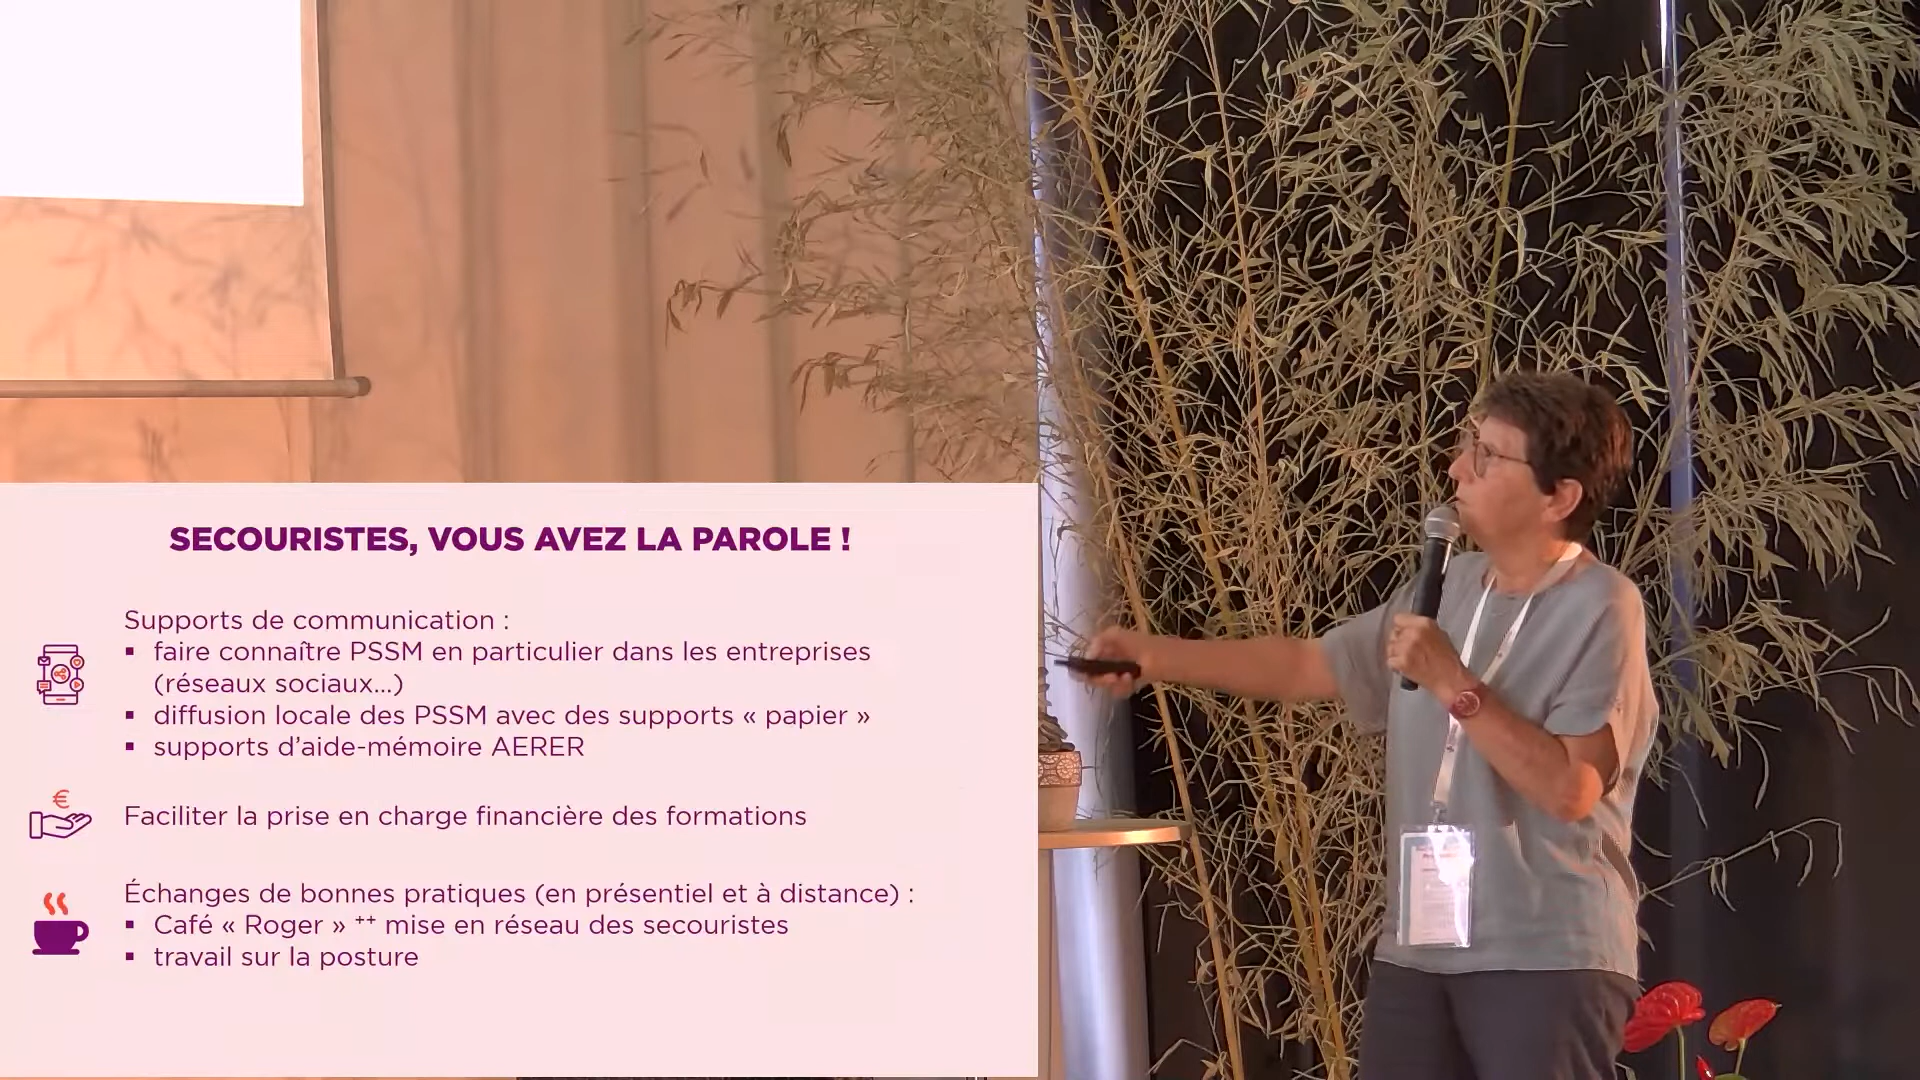 SECOURISTES, VOUS AVEZ LA PAROLE !
Supports de communication :
▪ faire connaître PSSM en particulier dans les entreprises
(réseaux sociaux...)
▪ diffusion locale des PSSM avec des supports « papier »
▪ supports d'aide-mémoire AERER
€
Faciliter la prise en charge financière des formations
Échanges de bonnes pratiques (en présentiel et à distance) :
▪ Café « Roger » ⁺⁺ mise en réseau des secouristes
▪ travail sur la posture